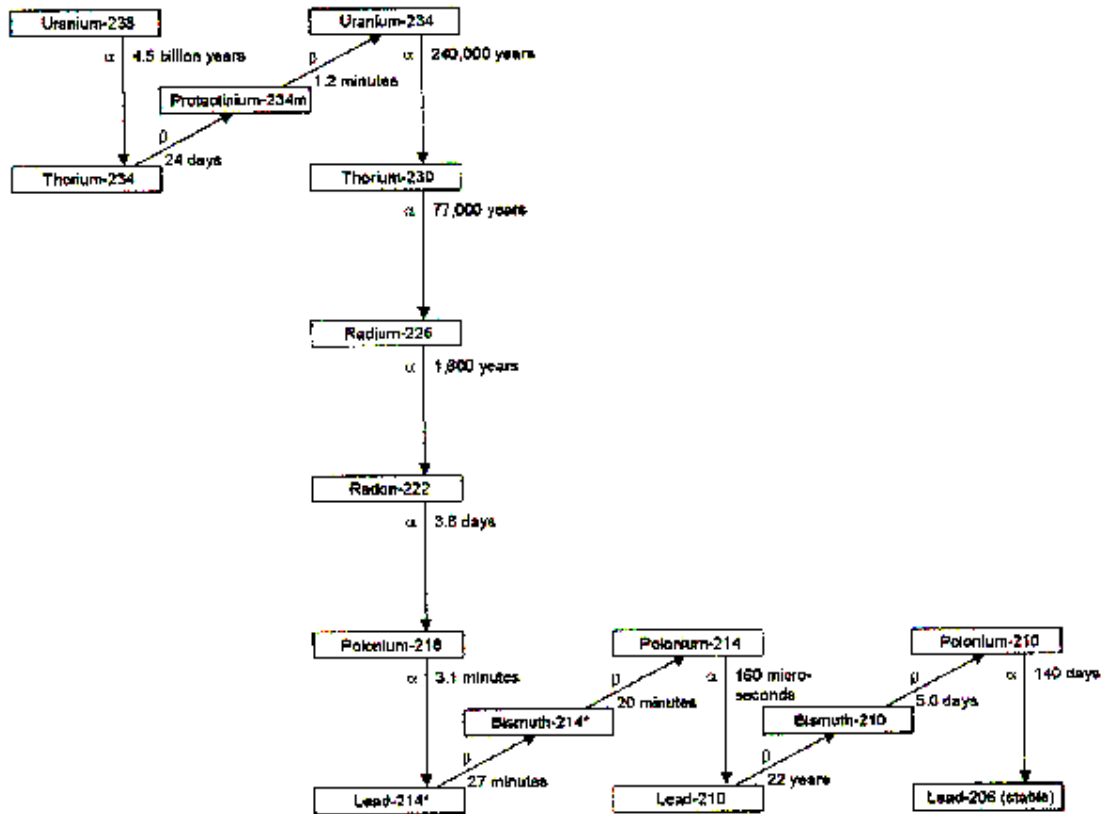 Uranium-238
Uranium-234
α 4.5 billion years
β
1.2 minutes
α 240,000 years
Protactinium-234m
β
24 days
Thorium-234
Thorium-230
α 77,000 years
Radium-226
α 1,600 years
Radon-222
α 3.8 days
Polonium-218
Polonium-214
Polonium-210
α 3.1 minutes
β
20 minutes
α 160 micro-
seconds
β
5.0 days
α 140 days
Bismuth-214*
Bismuth-210
β
27 minutes
β
22 years
Lead-214*
Lead-210
Lead-206 (stable)